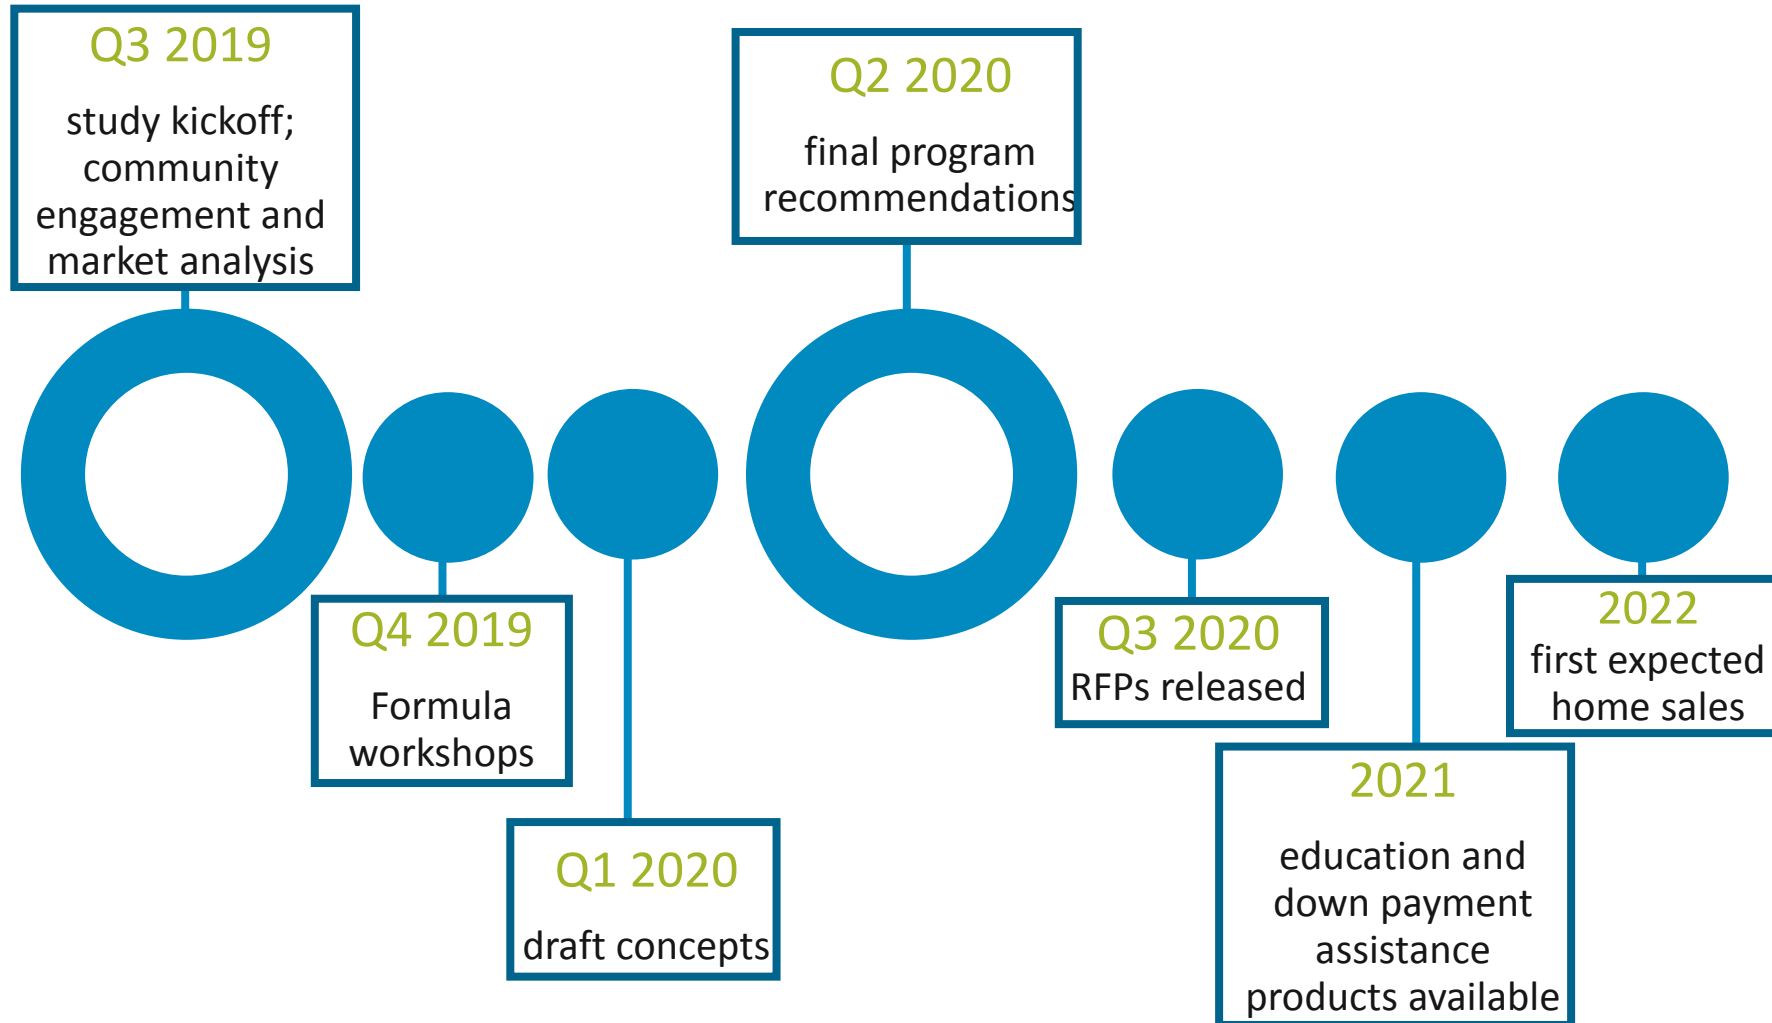 Q3 2019
study kickoff;
community
engagement and
market analysis
Q4 2019
Formula
workshops
Q1 2020
draft concepts
Q2 2020
final program
recommendations
Q3 2020
RFPs released
2021
education and
down payment
assistance
products available
2022
first expected
home sales